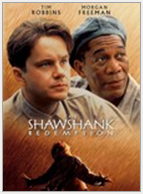 TIM ROBBINS
MORGAN FREEMAN
SHAWSHANK
REDEMPTION